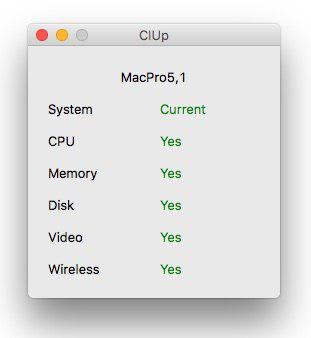 ClUp
MacPro5,1
System Current
CPU Yes
Memory Yes
Disk Yes
Video Yes
Wireless Yes